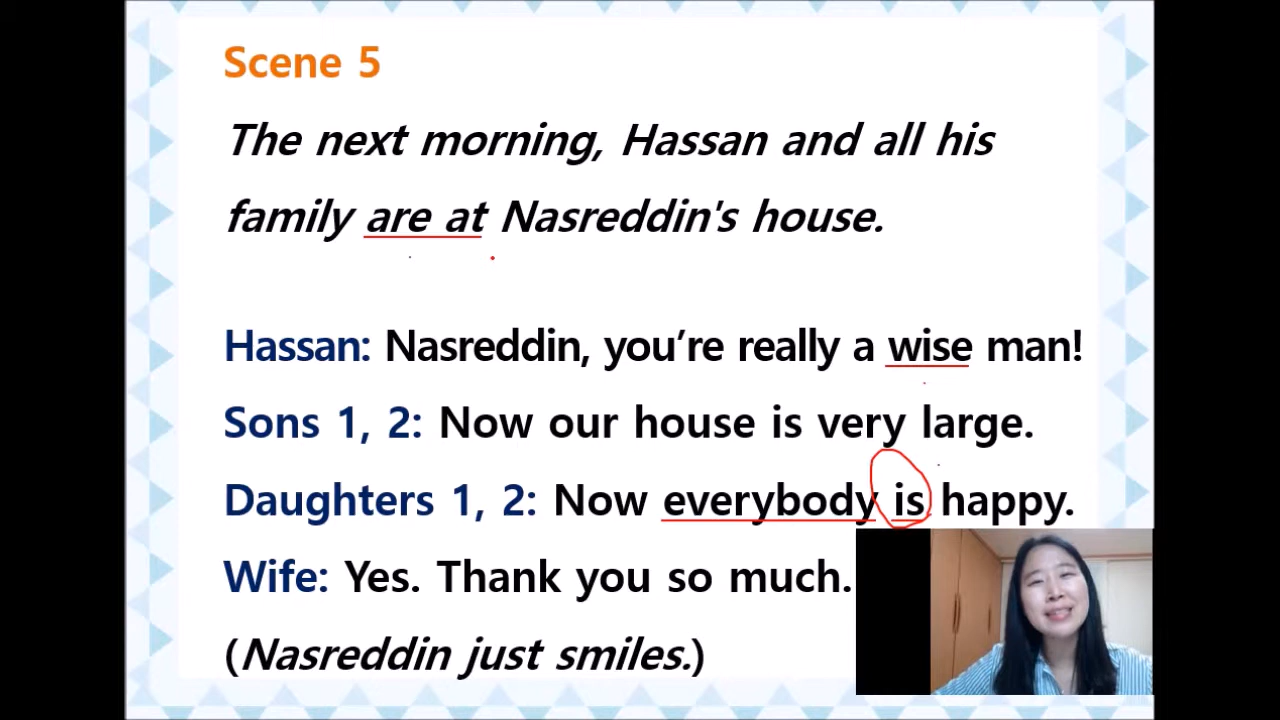 Scene 5
The next morning, Hassan and all his
family are at Nasreddin's house.
Hassan: Nasreddin, you’re really a wise man!
Sons 1, 2: Now our house is very large.
Daughters 1, 2: Now everybody is happy.
Wife: Yes. Thank you so much.
(Nasreddin just smiles.)